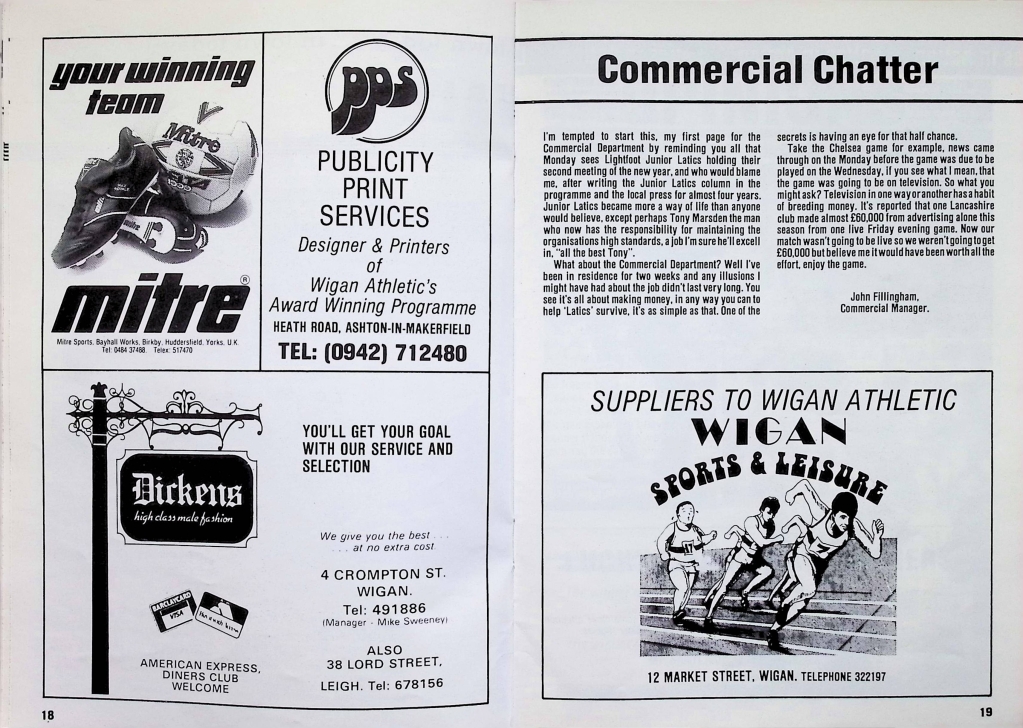 your winning
team
Mitre
mitre®
Mitre Sports, Bayhall Works, Birkby, Huddersfield, Yorks, U.K.
Tel: 0484 37468. Telex: 517470
pps
PUBLICITY
PRINT
SERVICES
Designer & Printers
of
Wigan Athletic's
Award Winning Programme
HEATH ROAD, ASHTON-IN-MAKERFIELD
TEL: (0942) 712480
Dickens
high class male fashion
YOU'LL GET YOUR GOAL
WITH OUR SERVICE AND
SELECTION
We give you the best . . .
. . . at no extra cost.
4 CROMPTON ST.
WIGAN.
Tel: 491886
(Manager - Mike Sweeney)
ALSO
38 LORD STREET,
LEIGH. Tel: 678156
BARCLAYCARD
VISA
AMERICAN EXPRESS,
DINERS CLUB
WELCOME
18
Commercial Chatter
I'm tempted to start this, my first page for the
Commercial Department by reminding you all that
Monday sees Lightfoot Junior Latics holding their
second meeting of the new year, and who would blame
me, after writing the Junior Latics column in the
programme and the local press for almost four years.
Junior Latics became more a way of life than anyone
would believe, except perhaps Tony Marsden the man
who now has the responsibility for maintaining the
organisations high standards, a job I'm sure he'll excell
in, "all the best Tony".
What about the Commercial Department? Well I've
been in residence for two weeks and any illusions I
might have had about the job didn't last very long. You
see it's all about making money, in any way you can to
help 'Latics' survive, it's as simple as that. One of the
secrets is having an eye for that half chance.
Take the Chelsea game for example, news came
through on the Monday before the game was due to be
played on the Wednesday, if you see what I mean, that
the game was going to be on television. So what you
might ask? Television in one way or another has a habit
of breeding money. It's reported that one Lancashire
club made almost £60,000 from advertising alone this
season from one live Friday evening game. Now our
match wasn't going to be live so we weren't going to get
£60,000 but believe me it would have been worth all the
effort, enjoy the game.
John Fillingham,
Commercial Manager.
SUPPLIERS TO WIGAN ATHLETIC
WIGAN
SPORTS & LEISURE
12 MARKET STREET, WIGAN. TELEPHONE 322197
19